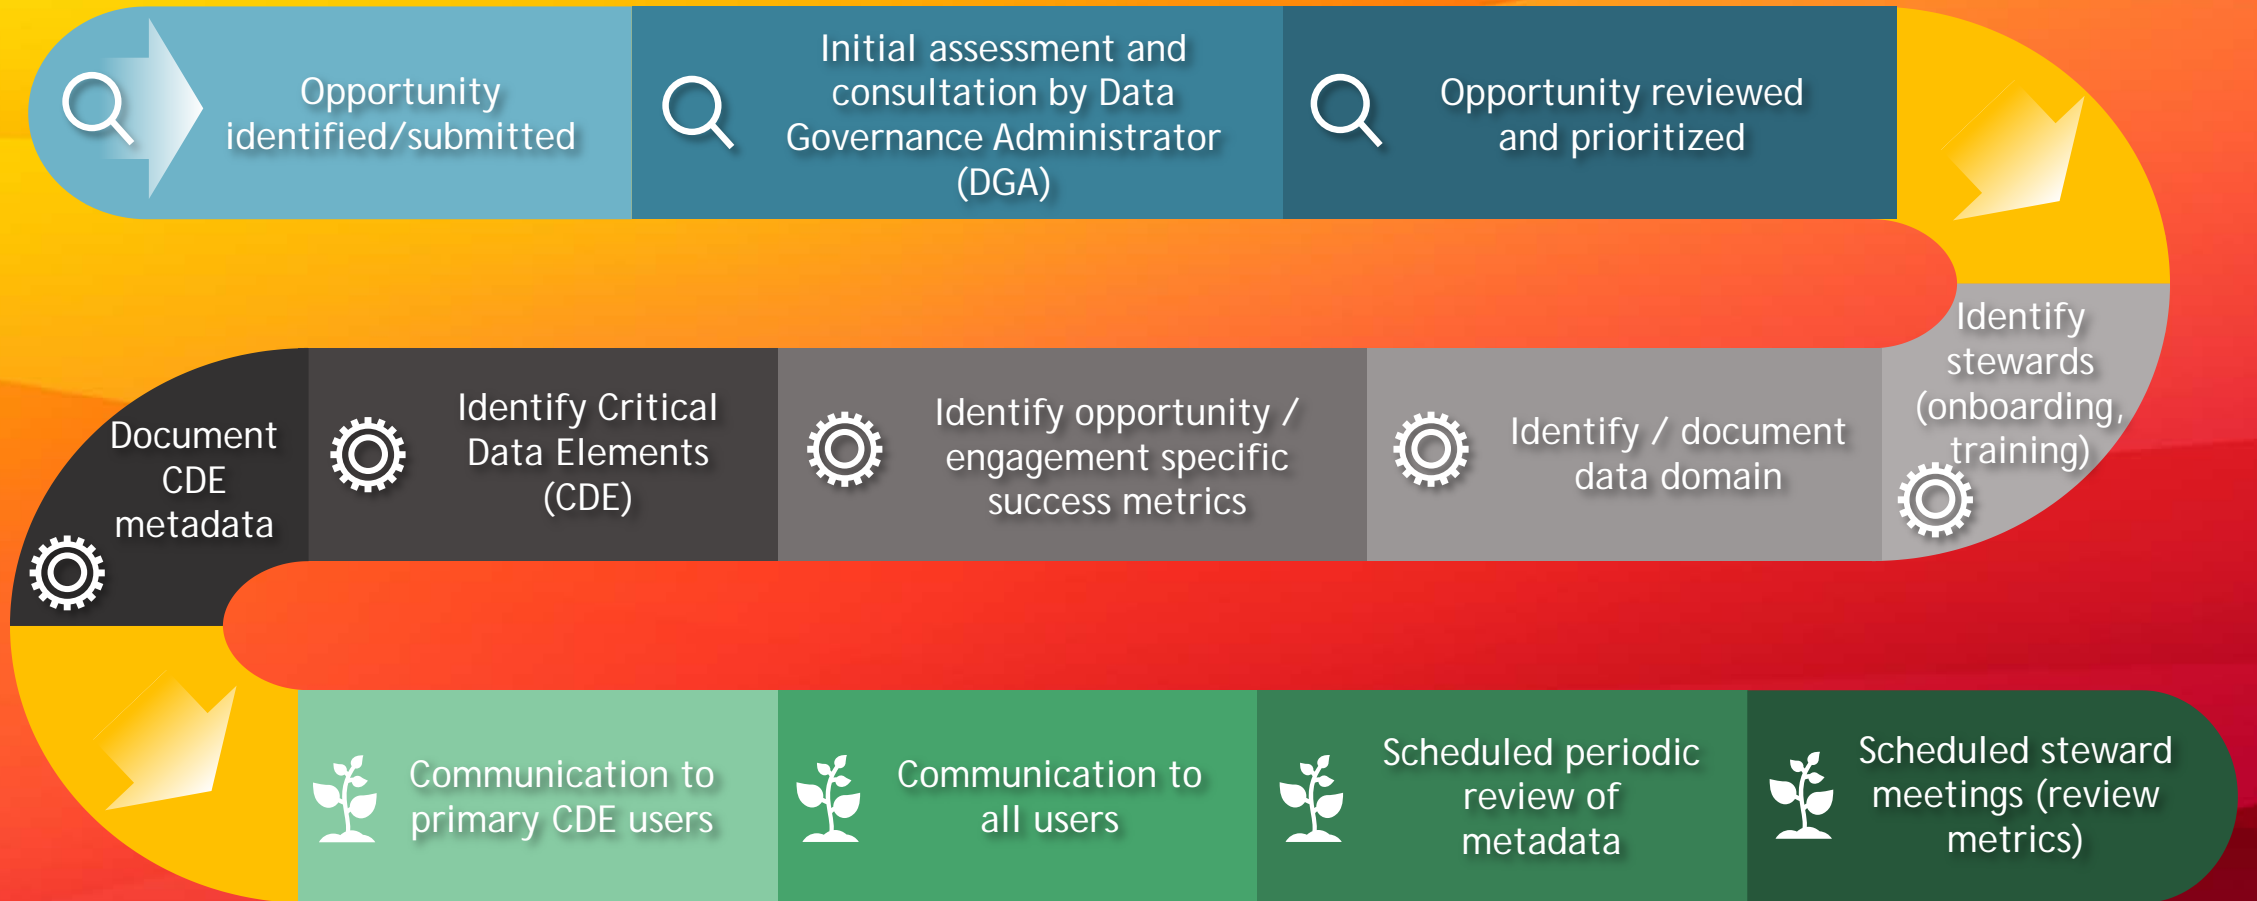 Opportunity
identified/submitted
Initial assessment and
consultation by Data
Governance Administrator
(DGA)
Opportunity reviewed
and prioritized
Identify
stewards
(onboarding,
training)
Identify / document
data domain
Identify opportunity /
engagement specific
success metrics
Identify Critical
Data Elements
(CDE)
Document
CDE
metadata
Communication to
primary CDE users
Communication to
all users
Scheduled periodic
review of
metadata
Scheduled steward
meetings (review
metrics)